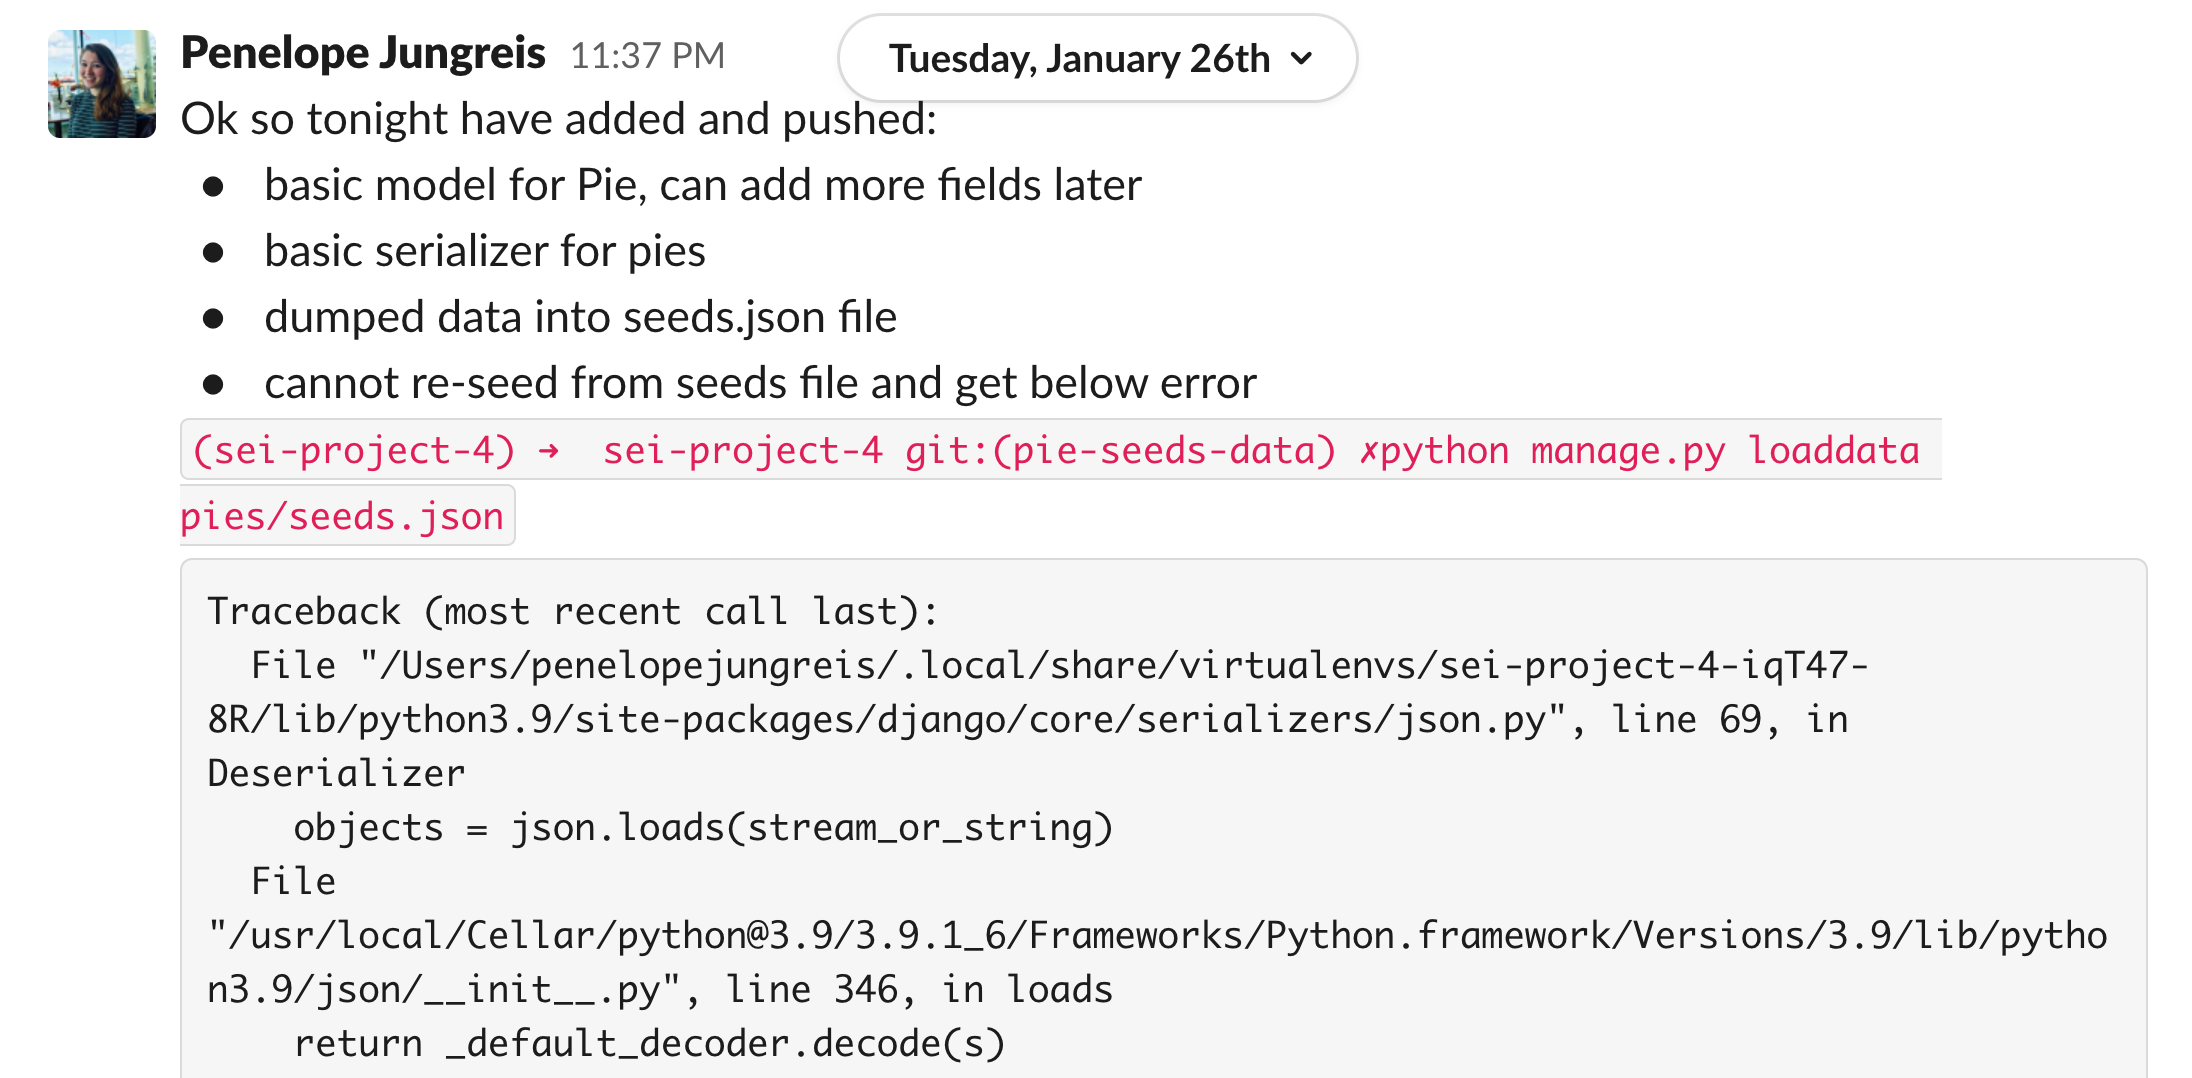 Penelope Jungreis 11:37 PM
Tuesday, January 26th
Ok so tonight have added and pushed:
● basic model for Pie, can add more fields later
● basic serializer for pies
● dumped data into seeds.json file
● cannot re-seed from seeds file and get below error
(sei-project-4) ➜  sei-project-4 git:(pie-seeds-data) ✗python manage.py loaddata
pies/seeds.json
Traceback (most recent call last):
  File "/Users/penelopejungreis/.local/share/virtualenvs/sei-project-4-iqT47-
8R/lib/python3.9/site-packages/django/core/serializers/json.py", line 69, in
Deserializer
    objects = json.loads(stream_or_string)
  File
"/usr/local/Cellar/python@3.9/3.9.1_6/Frameworks/Python.framework/Versions/3.9/lib/pytho
n3.9/json/__init__.py", line 346, in loads
    return _default_decoder.decode(s)